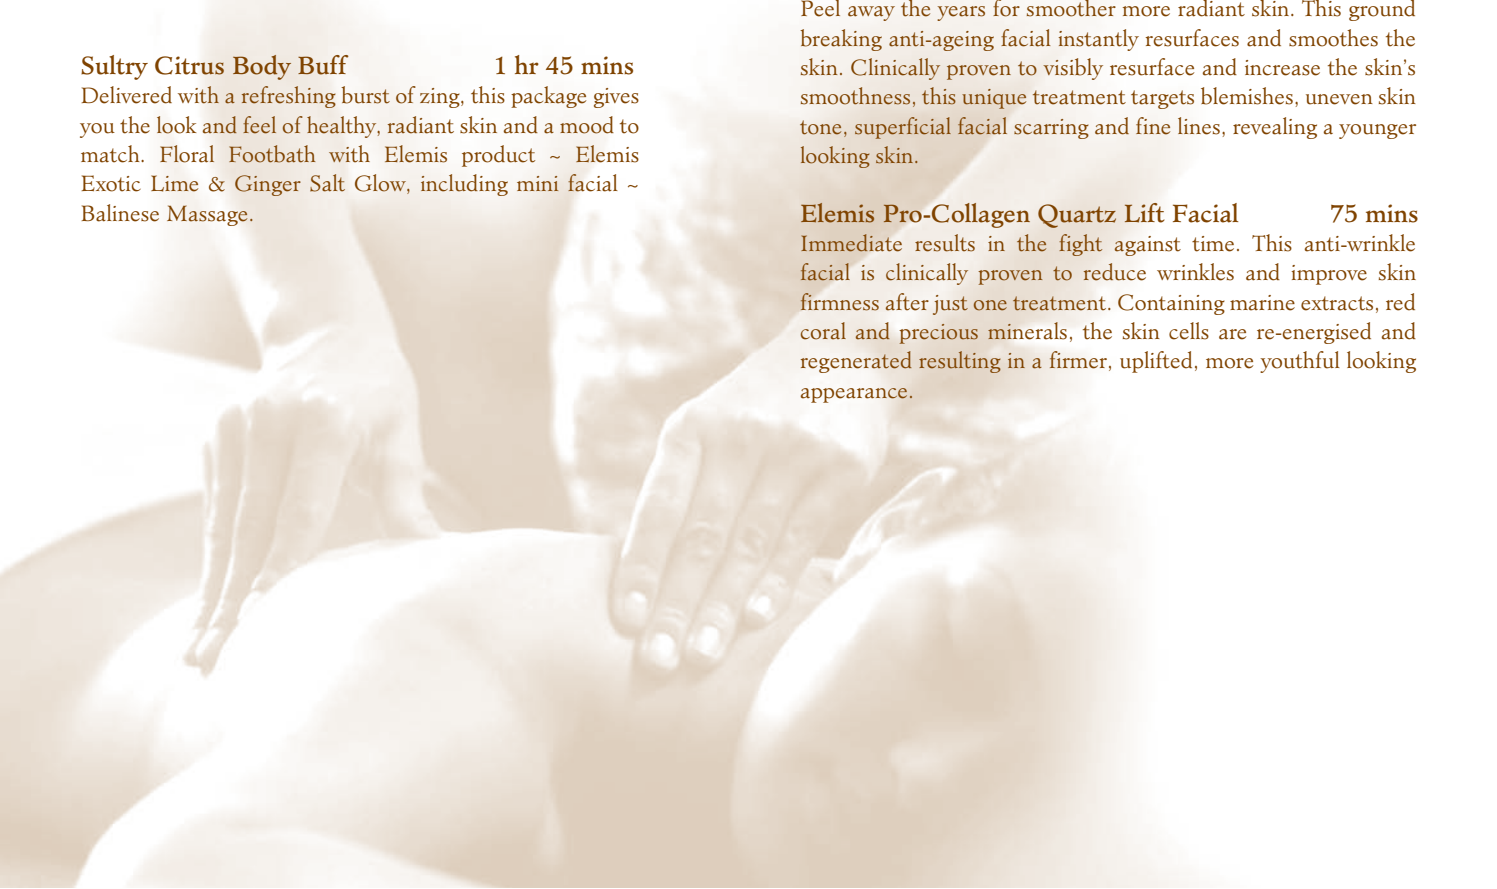 Sultry Citrus Body Buff 1 hr 45 mins
Delivered with a refreshing burst of zing, this package gives
you the look and feel of healthy, radiant skin and a mood to
match. Floral Footbath with Elemis product ~ Elemis
Exotic Lime & Ginger Salt Glow, including mini facial ~
Balinese Massage.
Peel away the years for smoother more radiant skin. This ground
breaking anti-ageing facial instantly resurfaces and smoothes the
skin. Clinically proven to visibly resurface and increase the skin’s
smoothness, this unique treatment targets blemishes, uneven skin
tone, superficial facial scarring and fine lines, revealing a younger
looking skin.
Elemis Pro-Collagen Quartz Lift Facial 75 mins
Immediate results in the fight against time. This anti-wrinkle
facial is clinically proven to reduce wrinkles and improve skin
firmness after just one treatment. Containing marine extracts, red
coral and precious minerals, the skin cells are re-energised and
regenerated resulting in a firmer, uplifted, more youthful looking
appearance.